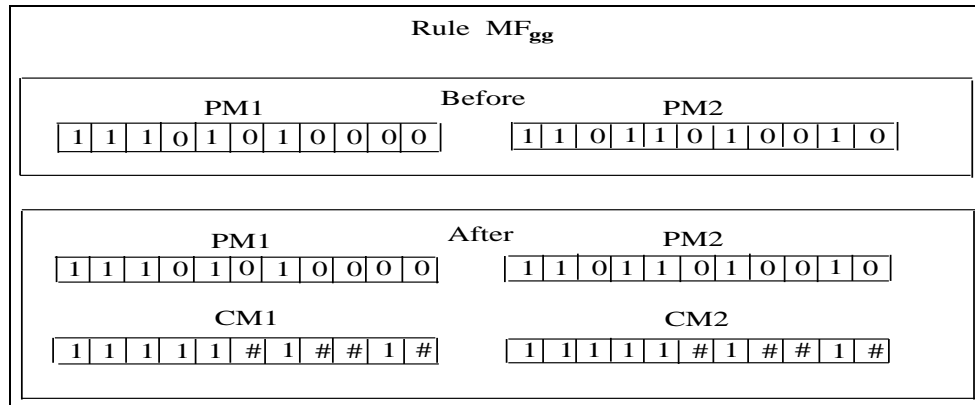 Rule MFgg
Before
PM1 PM2
1 1 1 0 1 0 1 0 0 0 0 1 1 0 1 1 0 1 0 0 1 0
After
PM1 PM2
1 1 1 0 1 0 1 0 0 0 0 1 1 0 1 1 0 1 0 0 1 0
CM1 CM2
1 1 1 1 1 # 1 # # 1 # 1 1 1 1 1 # 1 # # 1 #